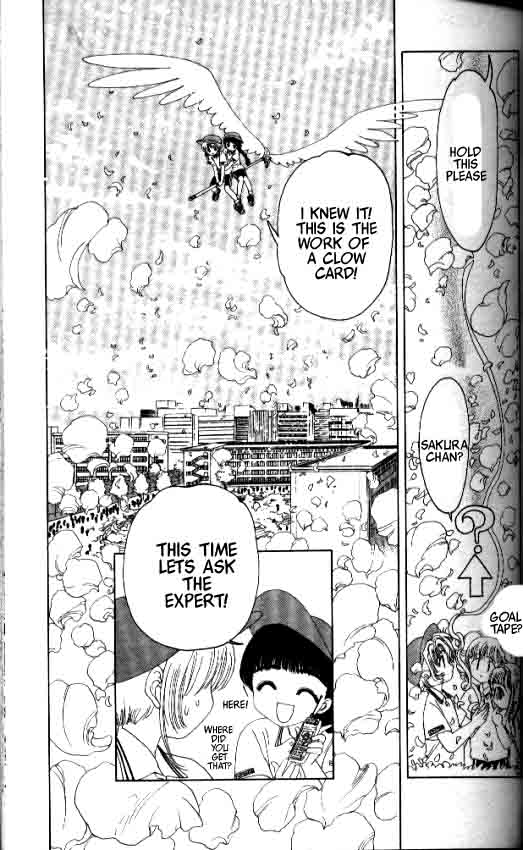 HOLD
THIS
PLEASE
SAKURA
CHAN?
?
GOAL
TAPE?
I KNEW IT!
THIS IS THE
WORK OF
A CLOW
CARD!
THIS TIME
LETS ASK
THE
EXPERT!
HERE!
WHERE
DID
YOU
GET
THAT?